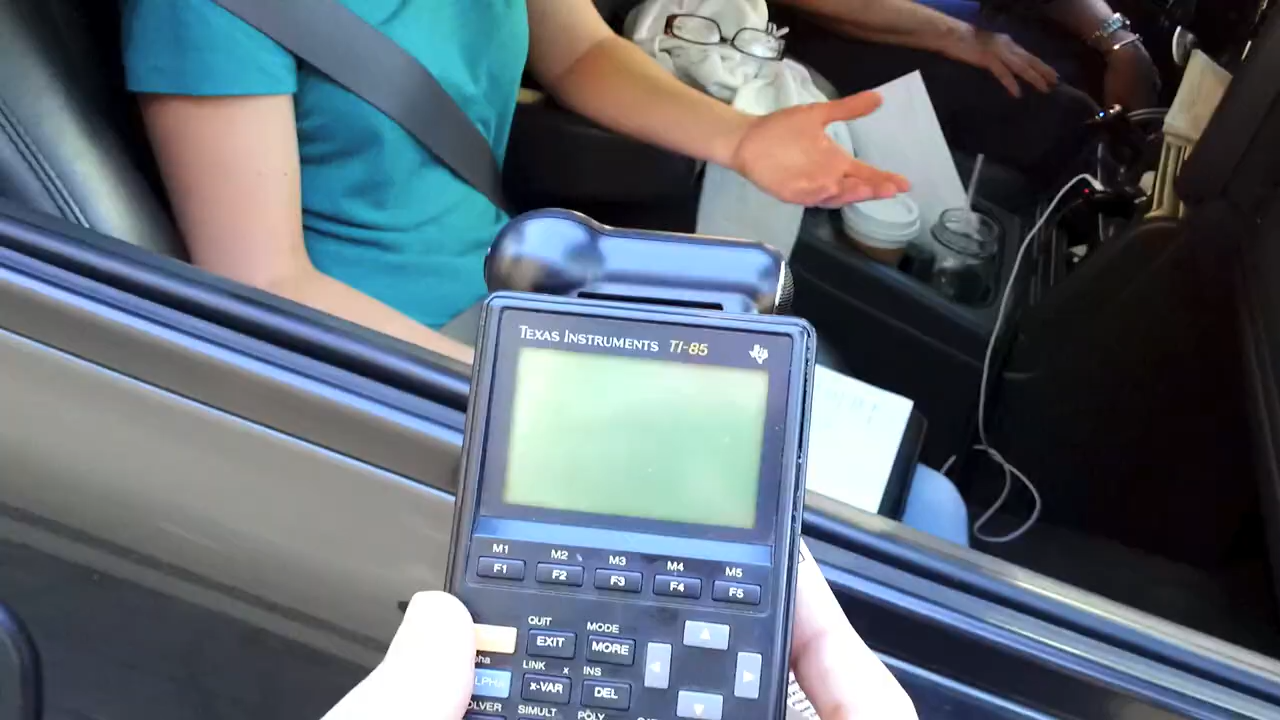 TEXAS INSTRUMENTS TI-85
M1 M2 M3 M4 M5
F1 F2 F3 F4 F5
QUIT MODE
EXIT MORE
LINK x INS
x-VAR DEL
SIMULT POLY